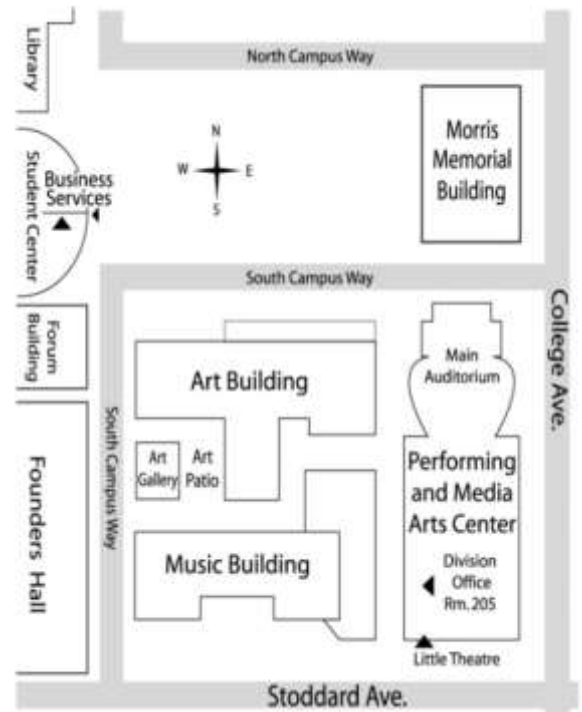 Library
North Campus Way
Morris
Memorial
Building
N
W
E
S
Business
Services
Student Center
South Campus Way
College Ave.
Forum
Building
Main
Auditorium
Art Building
South Campus Way
Art
Gallery
Art
Patio
Performing
and Media
Arts Center
Founders Hall
Music Building
Division
Office
Rm. 205
Little Theatre
Stoddard Ave.